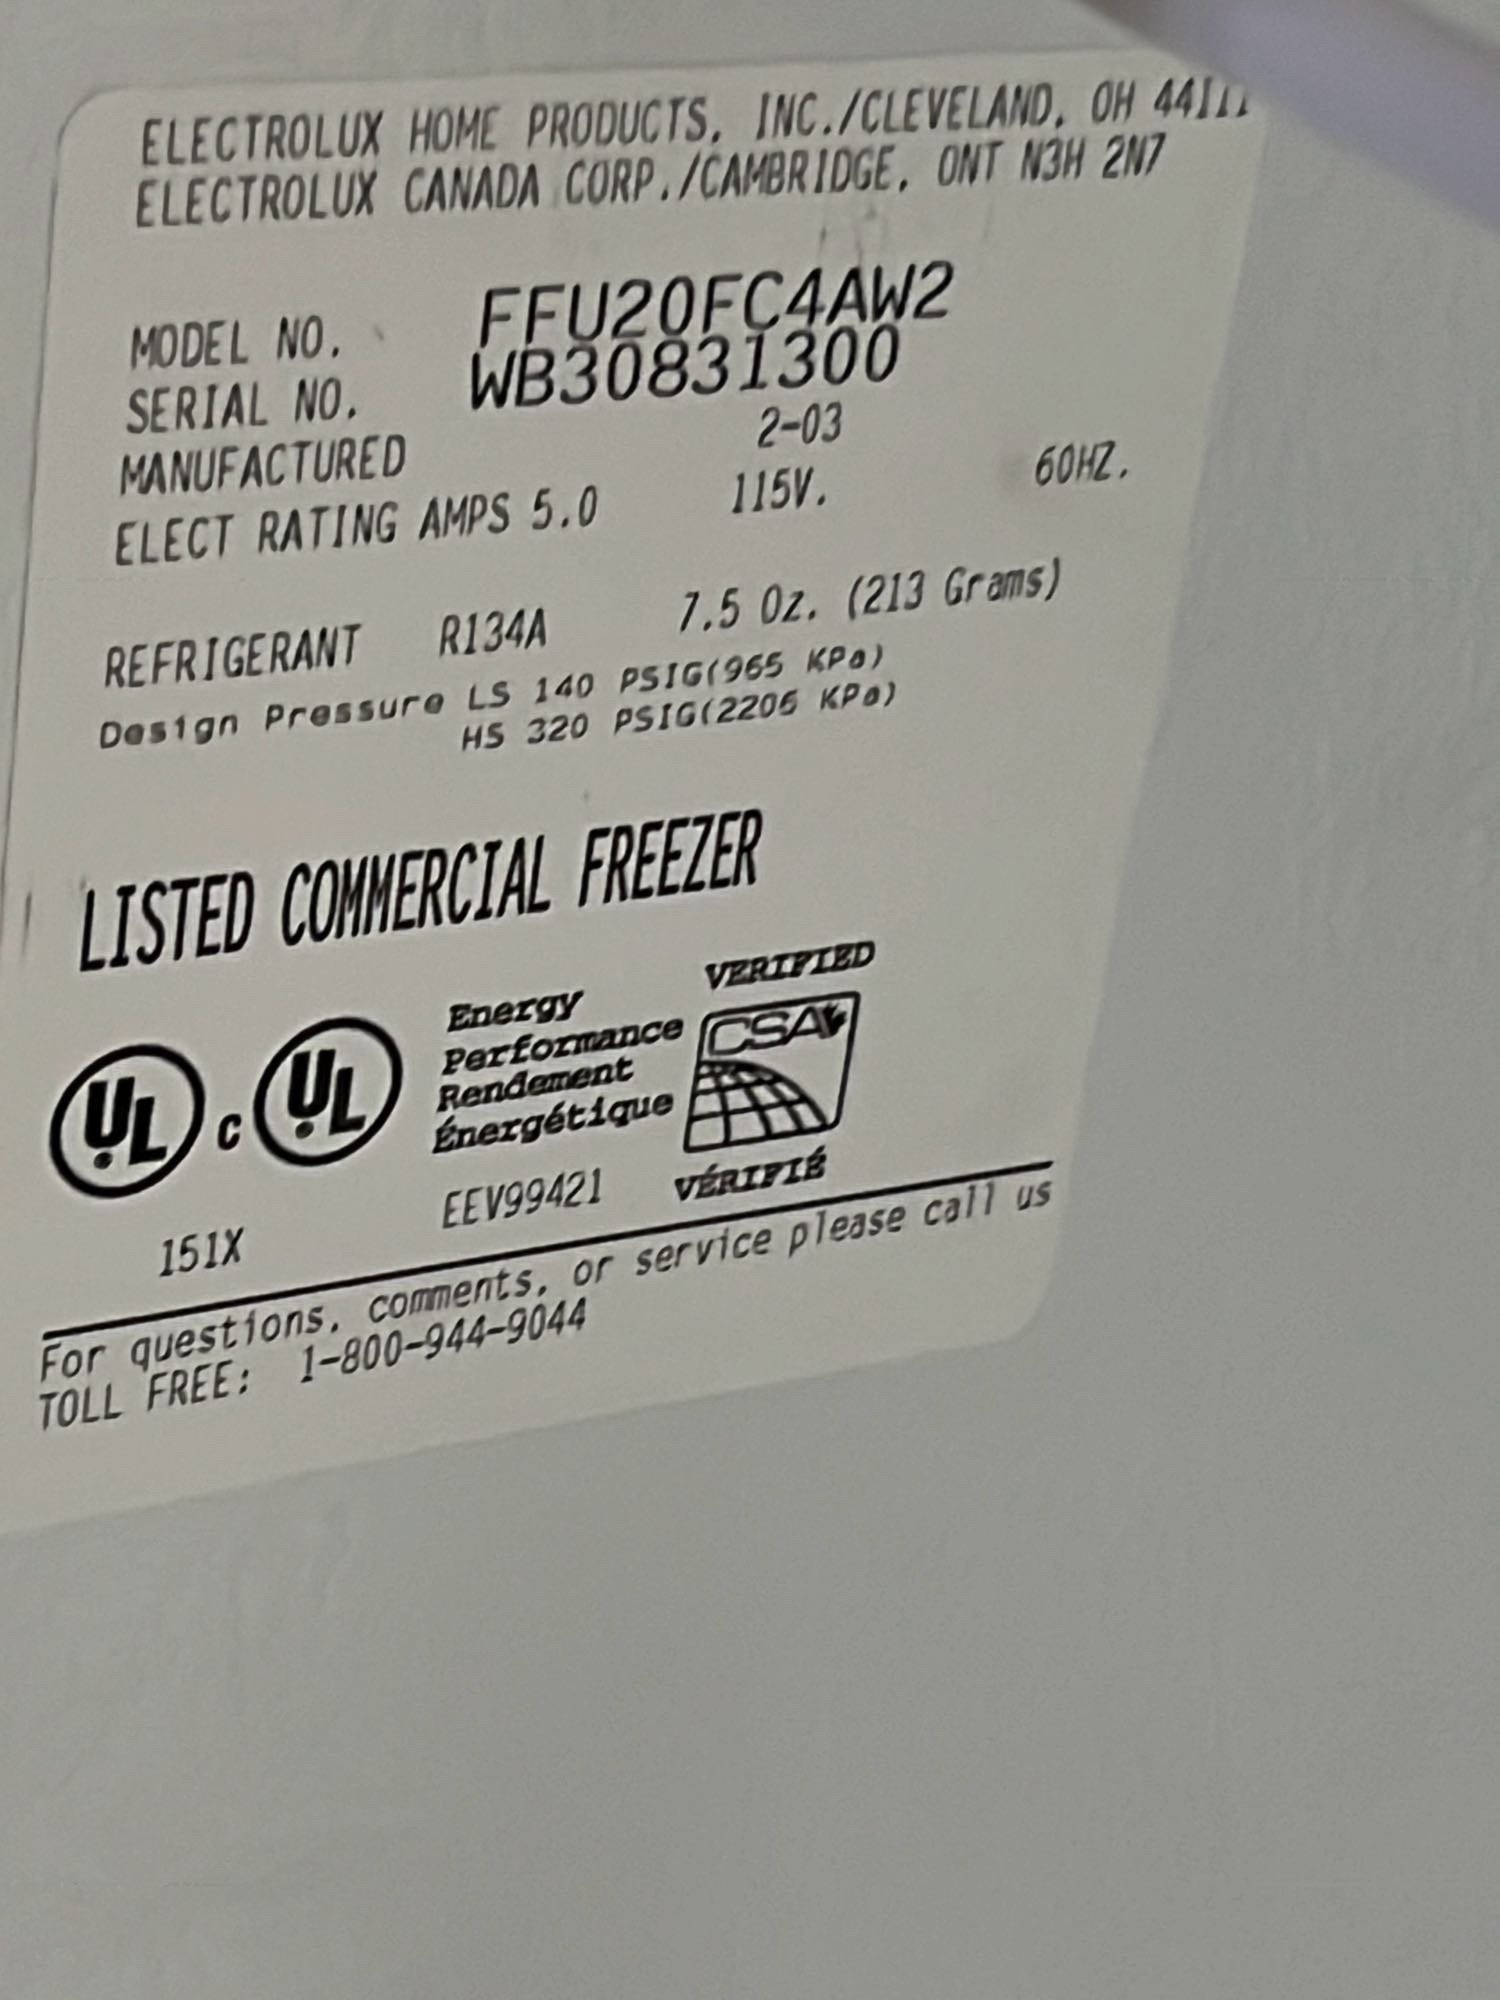 ELECTROLUX HOME PRODUCTS, INC./CLEVELAND, OH 44111
ELECTROLUX CANADA CORP./CAMBRIDGE, ONT N3H 2N7
MODEL NO. FFU20FC4AW2
SERIAL NO. WB30831300
MANUFACTURED 2-03
ELECT RATING AMPS 5.0 115V. 60HZ.
REFRIGERANT R134A 7.5 Oz. (213 Grams)
Design Pressure LS 140 PSIG(965 KPa)
HS 320 PSIG(2206 KPa)
LISTED COMMERCIAL FREEZER
UL c UL
151X
Energy
Performance
Rendement
Énergétique
EEV99421
VERIFIED
CSA
VÉRIFIÉ
For questions, comments, or service please call us
TOLL FREE: 1-800-944-9044